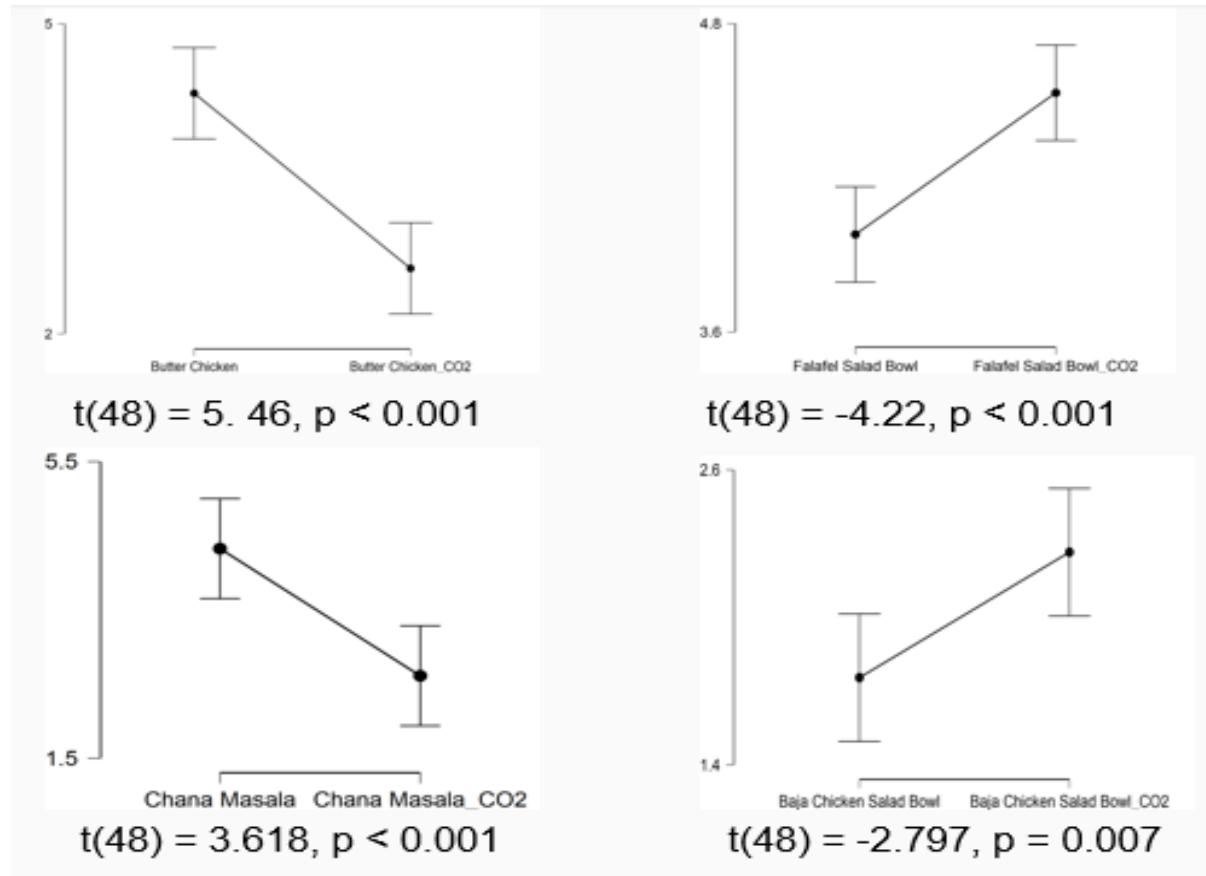 5
2
Butter Chicken
Butter Chicken_CO2
t(48) = 5. 46, p < 0.001
4.8
3.6
Falafel Salad Bowl
Falafel Salad Bowl_CO2
t(48) = -4.22, p < 0.001
5.5
1.5
Chana Masala
Chana Masala_CO2
t(48) = 3.618, p < 0.001
2.6
1.4
Baja Chicken Salad Bowl
Baja Chicken Salad Bowl_CO2
t(48) = -2.797, p = 0.007